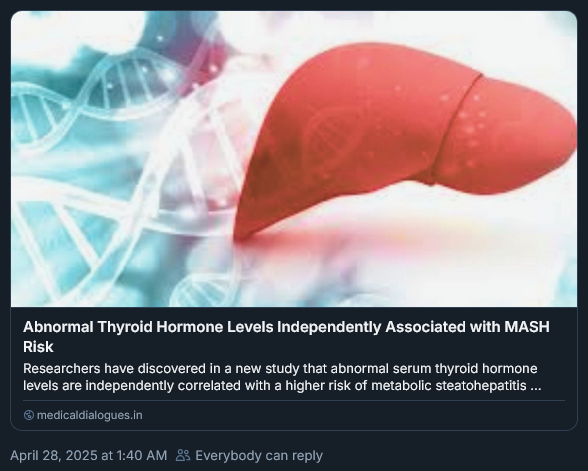 Abnormal Thyroid Hormone Levels Independently Associated with MASH
Risk
Researchers have discovered in a new study that abnormal serum thyroid hormone
levels are independently correlated with a higher risk of metabolic steatohepatitis ...
medicaldialogues.in
April 28, 2025 at 1:40 AM Everybody can reply